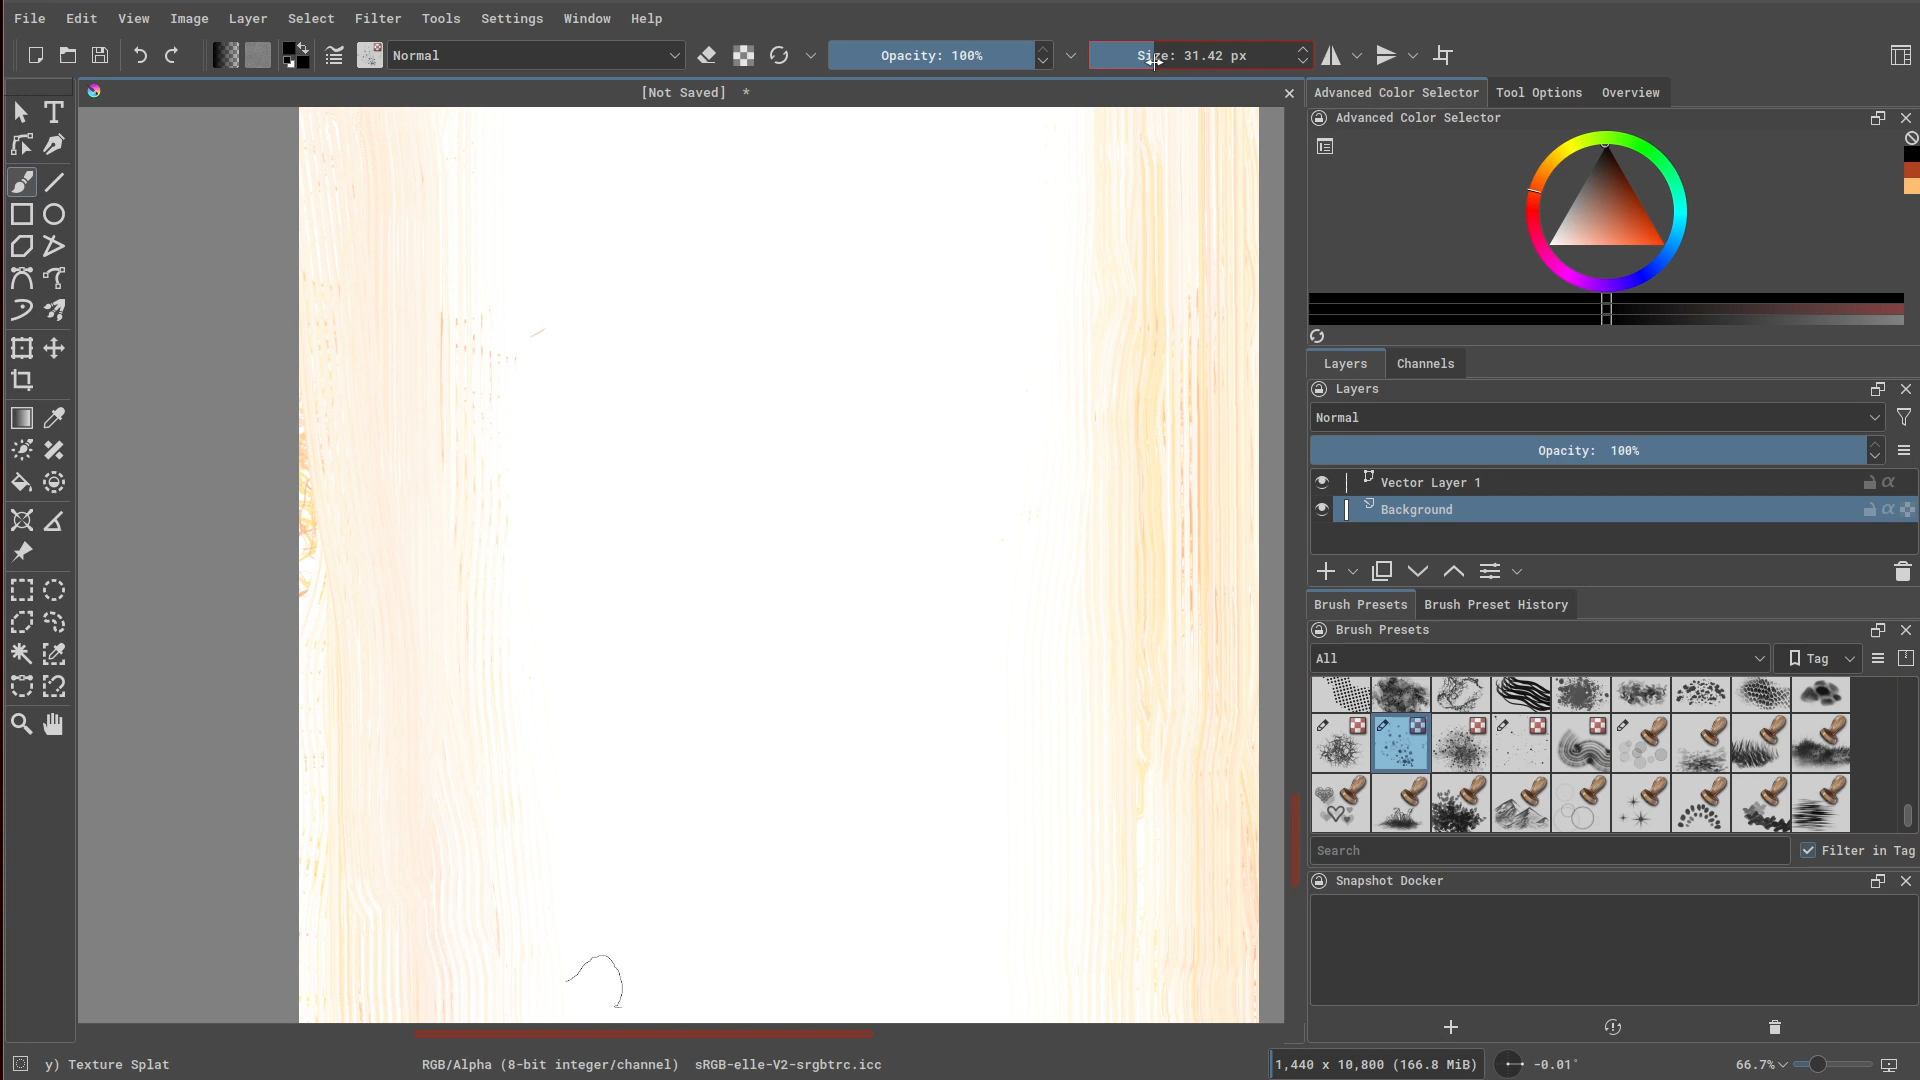 File Edit View Image Layer Select Filter Tools Settings Window Help
Normal Opacity: 100% Size: 31.42 px
[Not Saved] *
Advanced Color Selector Tool Options Overview
Advanced Color Selector
Layers Channels
Layers
Normal
Opacity: 100%
Vector Layer 1
Background
Brush Presets Brush Preset History
Brush Presets
All Tag
Search Filter in Tag
Snapshot Docker
y) Texture Splat RGB/Alpha (8-bit integer/channel) sRGB-elle-V2-srgbtrc.icc 1,440 x 10,800 (166.8 MiB) -0.01° 66.7%